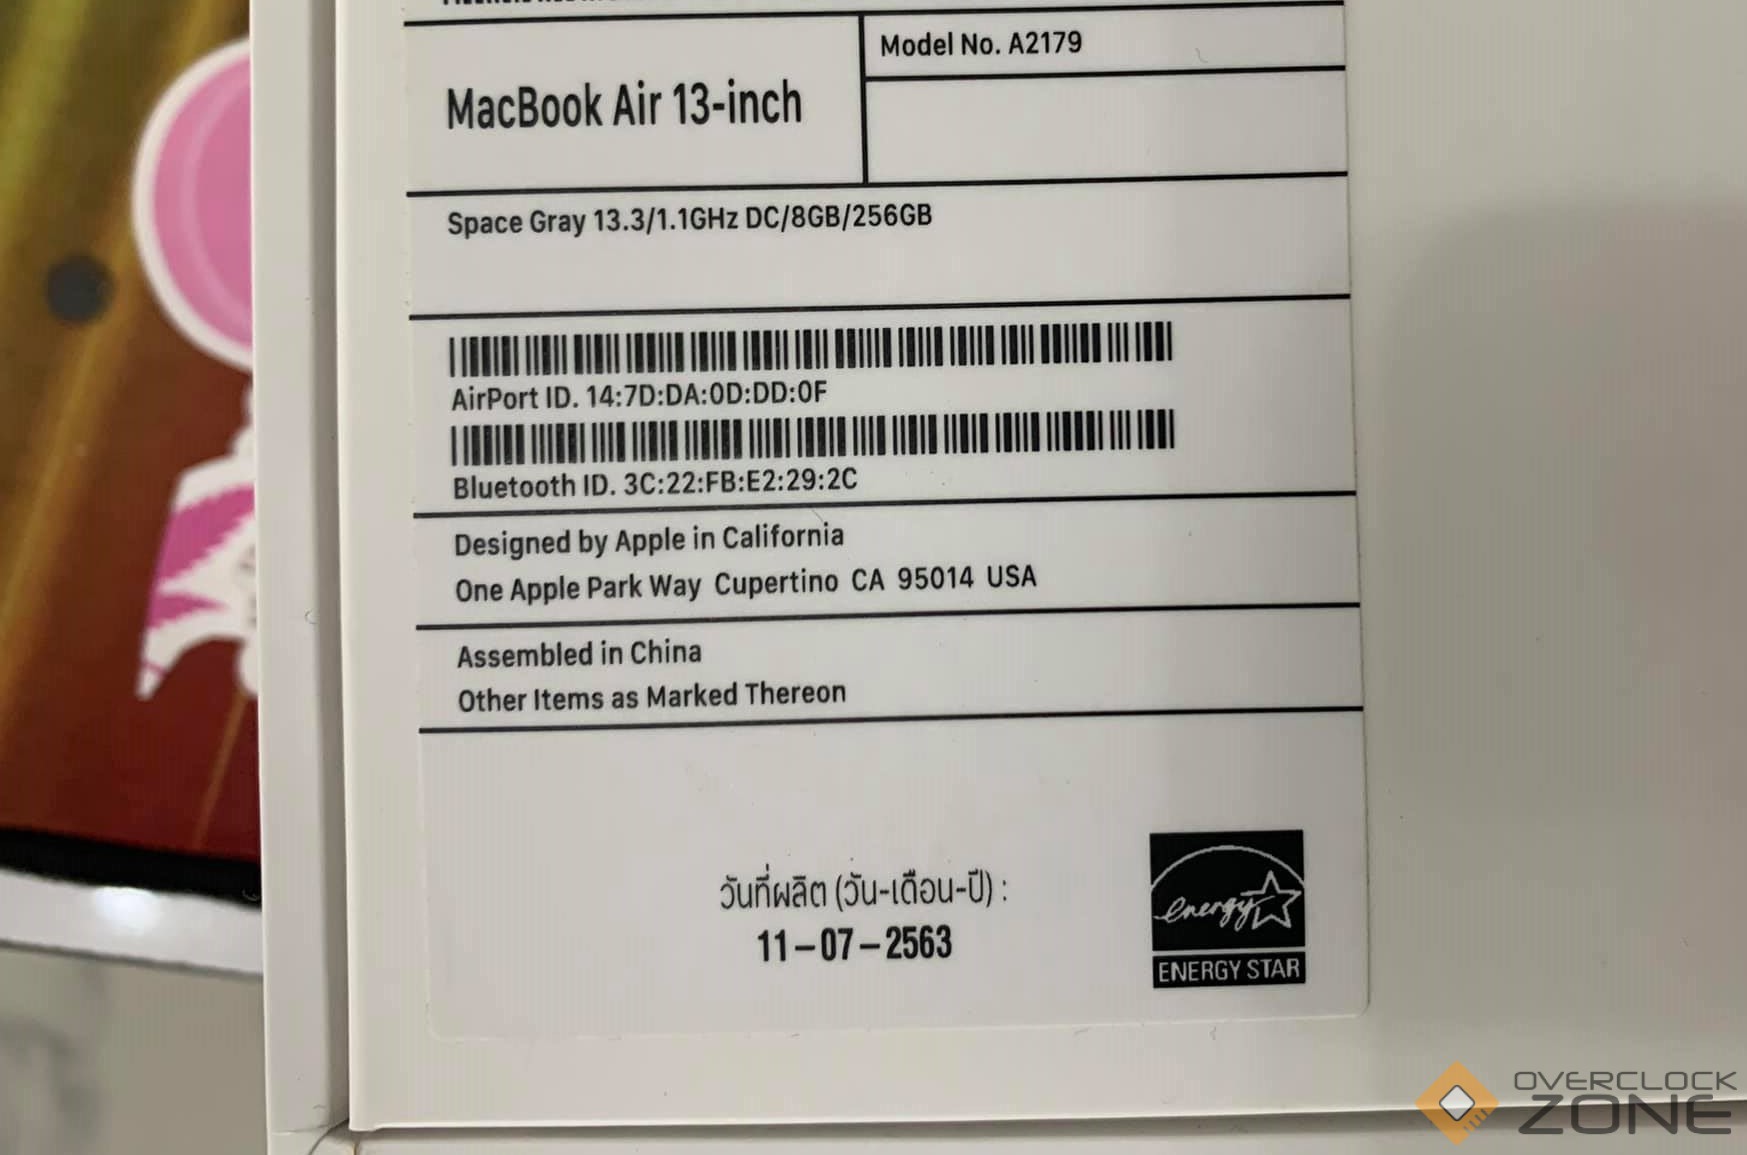 MacBook Air 13-inch
Model No. A2179
Space Gray 13.3/1.1GHz DC/8GB/256GB
AirPort ID. 14:7D:DA:0D:DD:0F
Bluetooth ID. 3C:22:FB:E2:29:2C
Designed by Apple in California
One Apple Park Way Cupertino CA 95014 USA
Assembled in China
Other Items as Marked Thereon
วันที่ผลิต (วัน-เดือน-ปี) :
11-07-2563
energy
ENERGY STAR
OVERCLOCK
ZONE